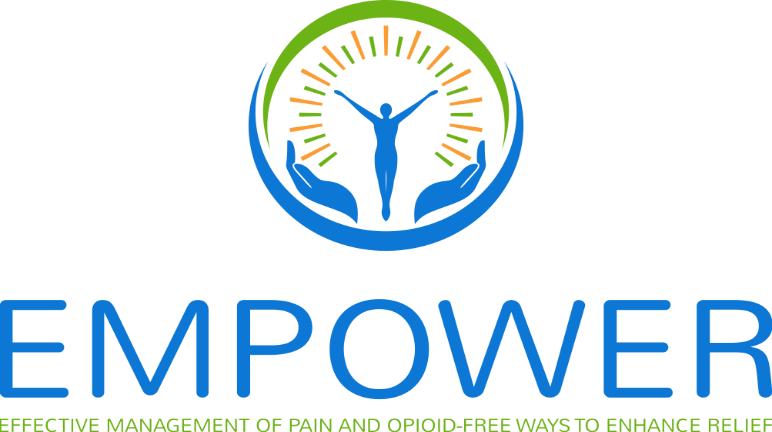 EMPOWER
EFFECTIVE MANAGEMENT OF PAIN AND OPIOID-FREE WAYS TO ENHANCE RELIEF